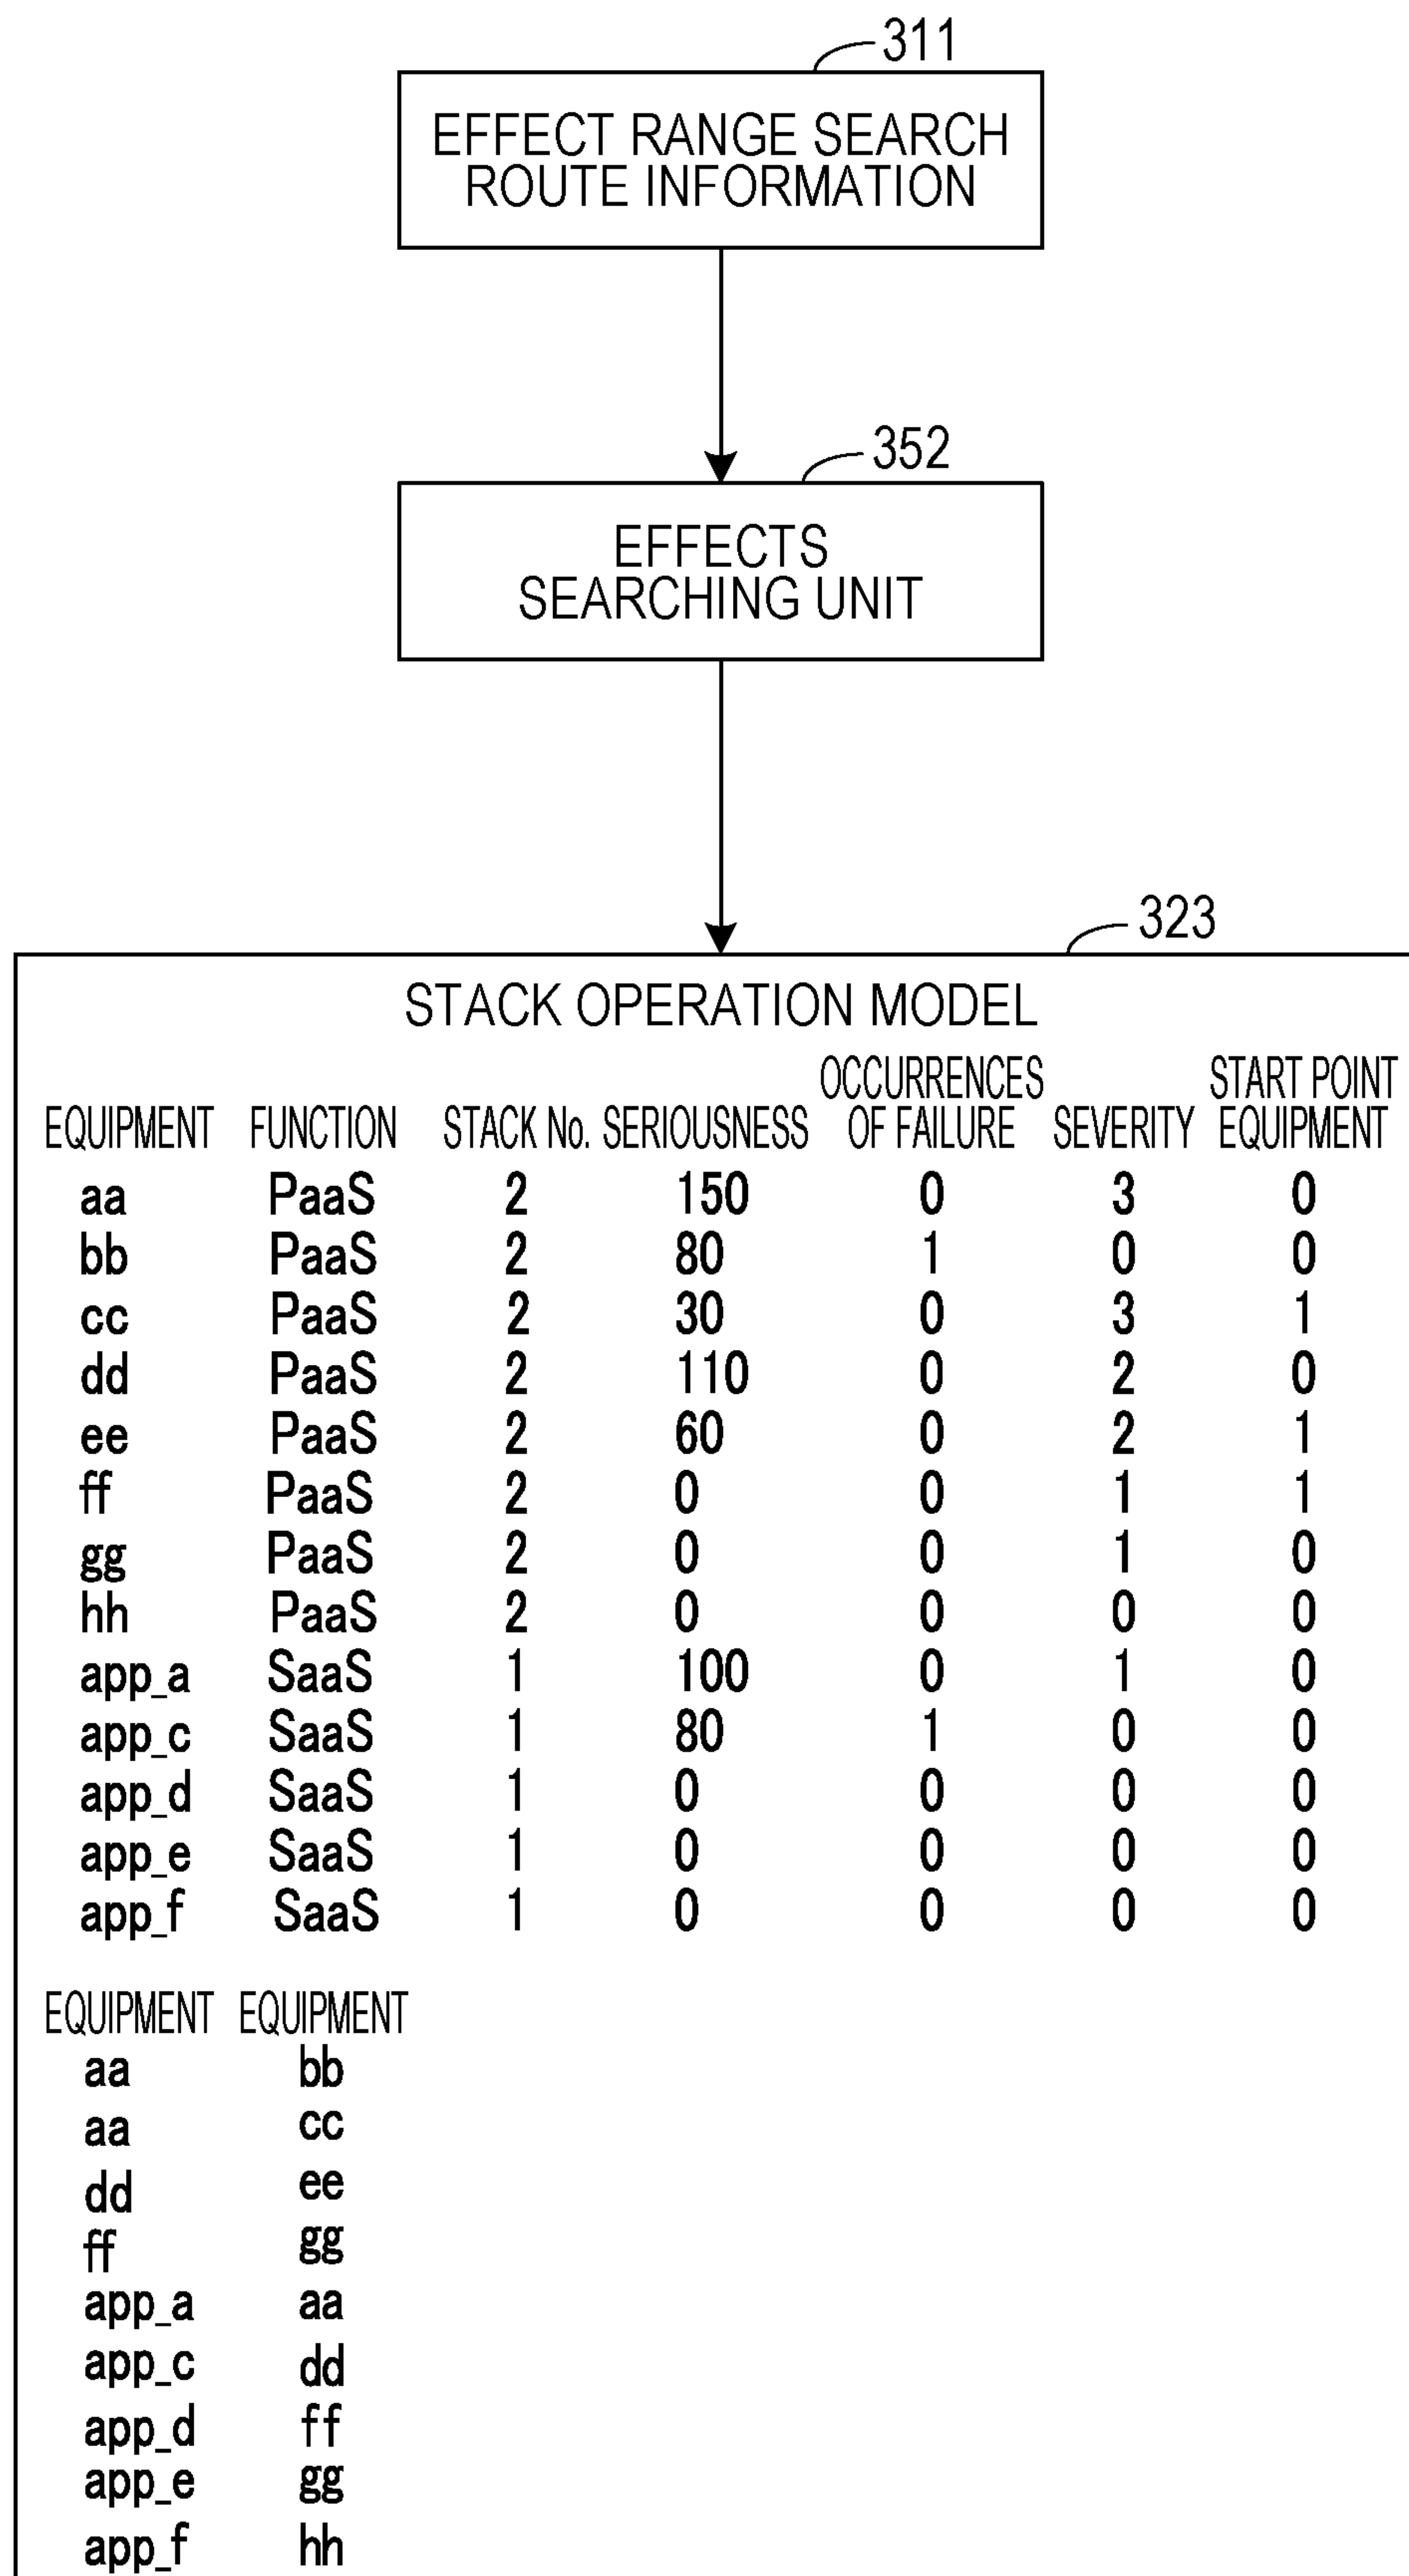 311
EFFECT RANGE SEARCH
ROUTE INFORMATION
352
EFFECTS
SEARCHING UNIT
323
STACK OPERATION MODEL
EQUIPMENT FUNCTION STACK No. SERIOUSNESS OCCURRENCES OF FAILURE SEVERITY START POINT EQUIPMENT
aa PaaS 2 150 0 3 0
bb PaaS 2 80 1 0 0
cc PaaS 2 30 0 3 1
dd PaaS 2 110 0 2 0
ee PaaS 2 60 0 2 1
ff PaaS 2 0 0 1 1
gg PaaS 2 0 0 1 0
hh PaaS 2 0 0 0 0
app_a SaaS 1 100 0 1 0
app_c SaaS 1 80 1 0 0
app_d SaaS 1 0 0 0 0
app_e SaaS 1 0 0 0 0
app_f SaaS 1 0 0 0 0
EQUIPMENT EQUIPMENT
aa bb
aa cc
dd ee
ff gg
app_a aa
app_c dd
app_d ff
app_e gg
app_f hh